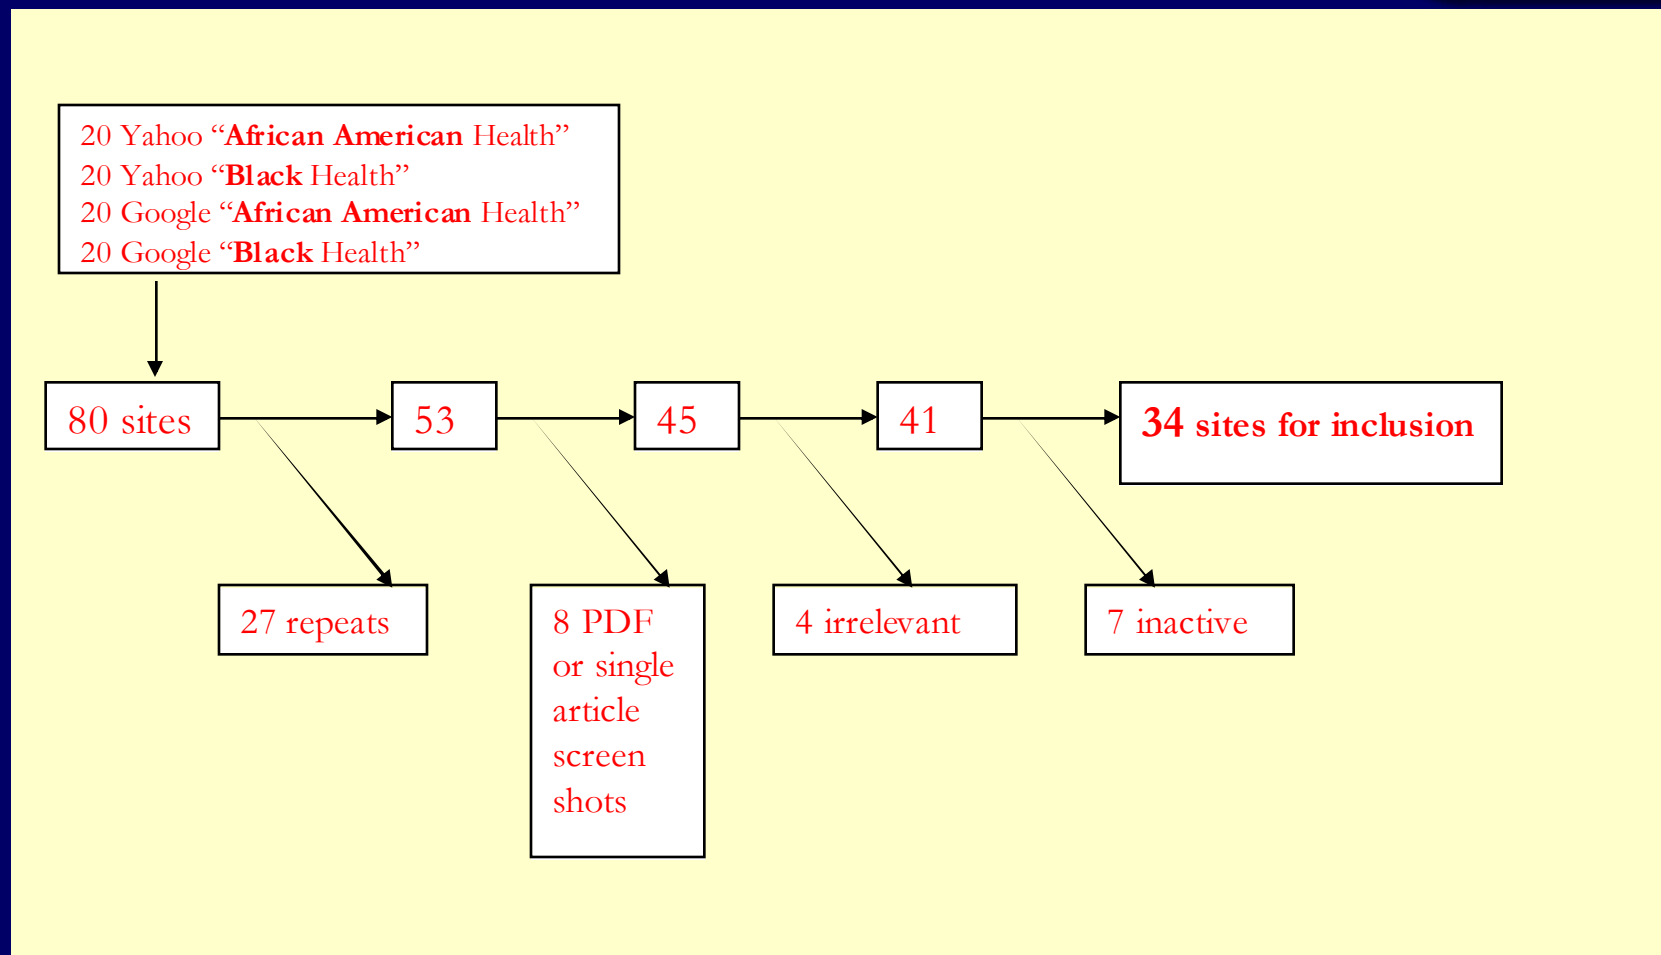 20 Yahoo “African American Health”
20 Yahoo “Black Health”
20 Google “African American Health”
20 Google “Black Health”
80 sites
53
45
41
34 sites for inclusion
27 repeats
8 PDF
or single
article
screen
shots
4 irrelevant
7 inactive